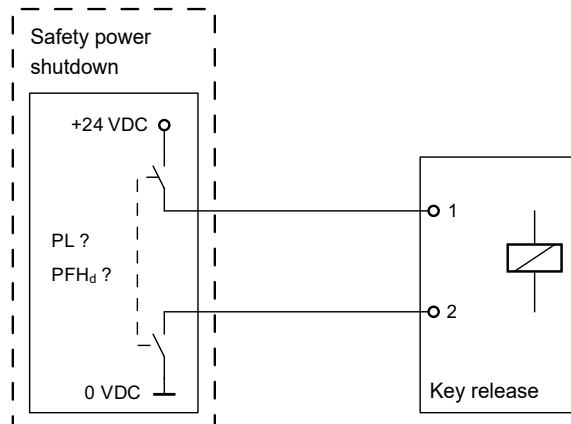 Safety power
shutdown
+24 VDC
1
PL ?
PFHd ?
2
0 VDC
Key release